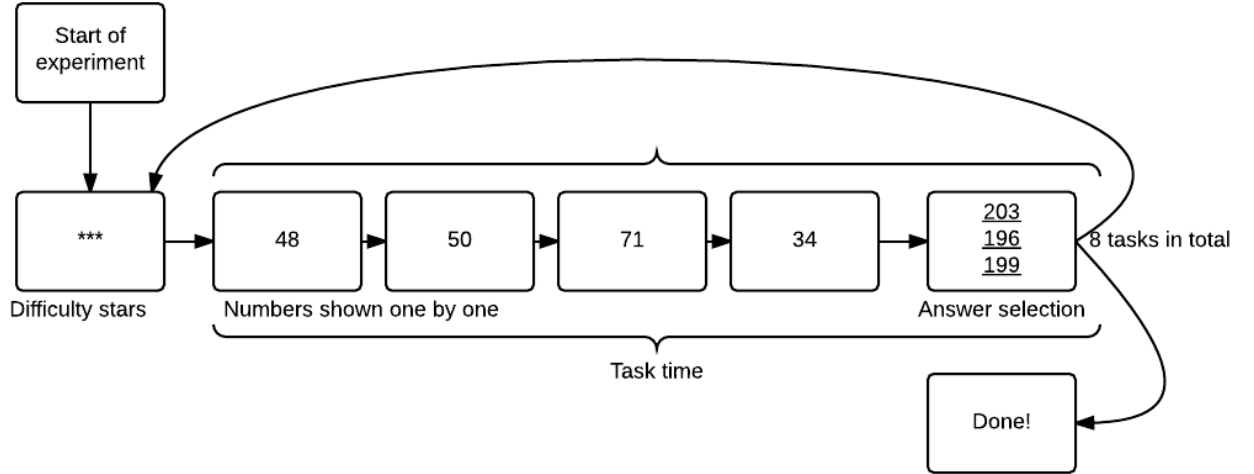 Start of
experiment
***
48
50
71
34
203
196
199
8 tasks in total
Difficulty stars
Numbers shown one by one
Answer selection
Task time
Done!